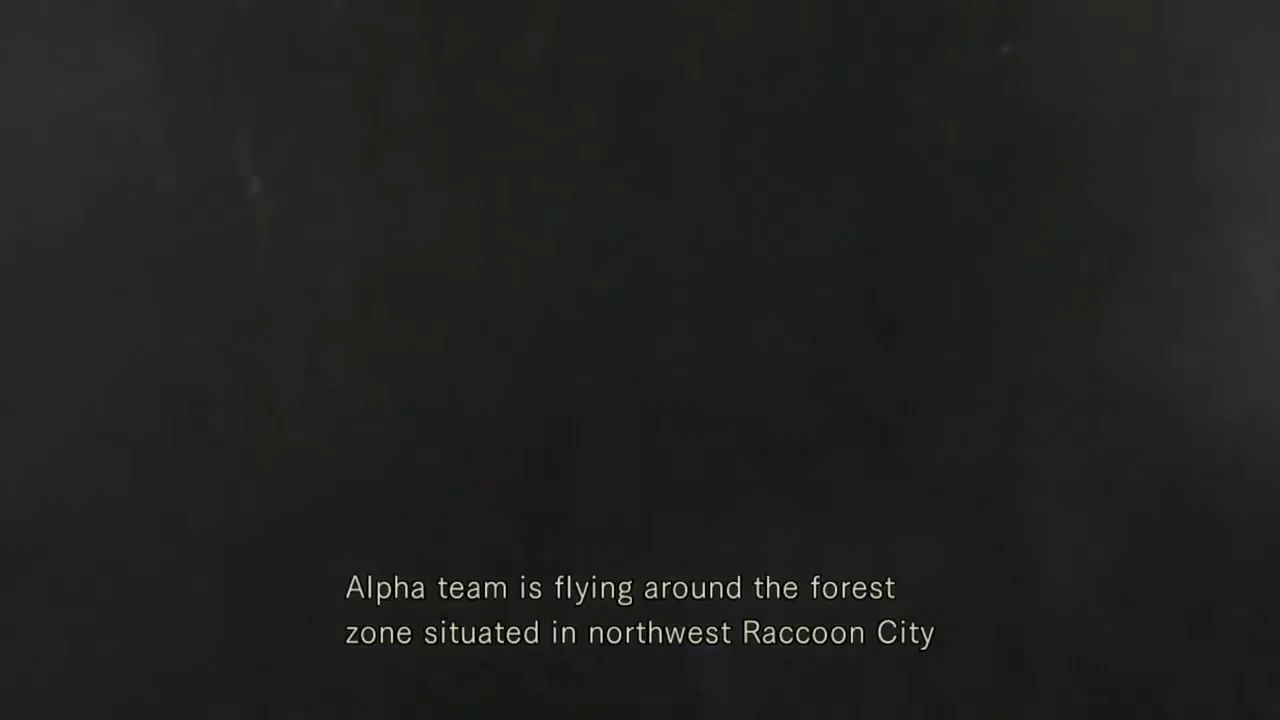 Alpha team is flying around the forest
zone situated in northwest Raccoon City